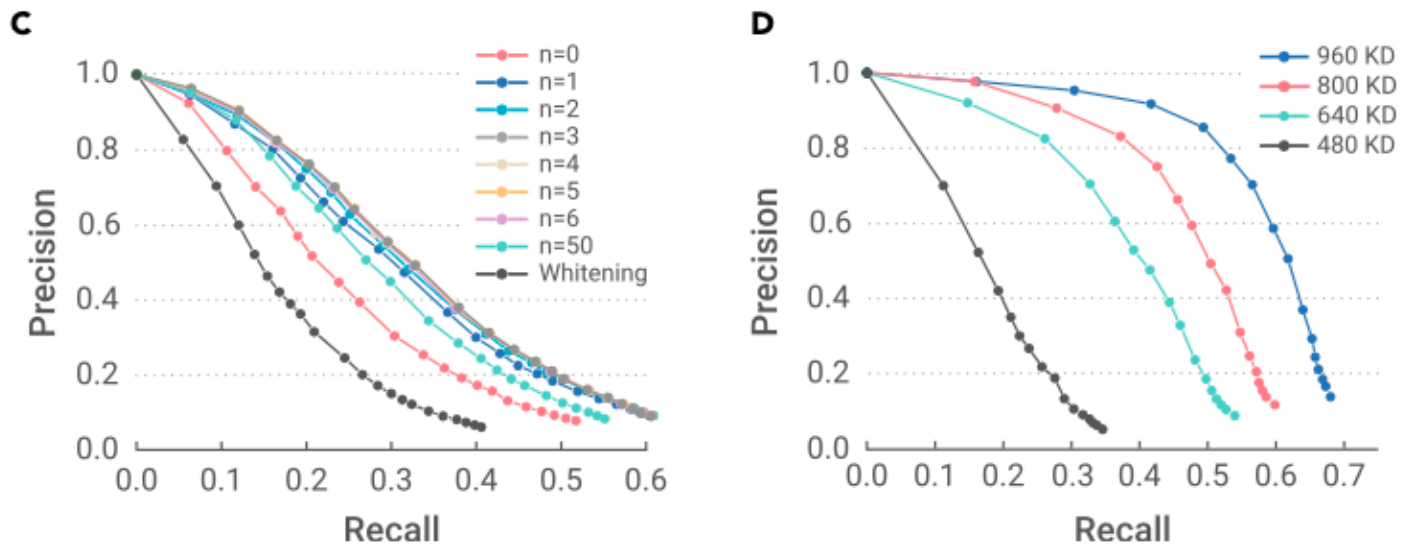 C
n=0
n=1
n=2
n=3
n=4
n=5
n=6
n=50
Whitening
1.0
0.8
0.6
0.4
0.2
0.0
Precision
0.0 0.1 0.2 0.3 0.4 0.5 0.6
Recall
D
960 KD
800 KD
640 KD
480 KD
1.0
0.8
0.6
0.4
0.2
0.0
Precision
0.0 0.1 0.2 0.3 0.4 0.5 0.6 0.7
Recall